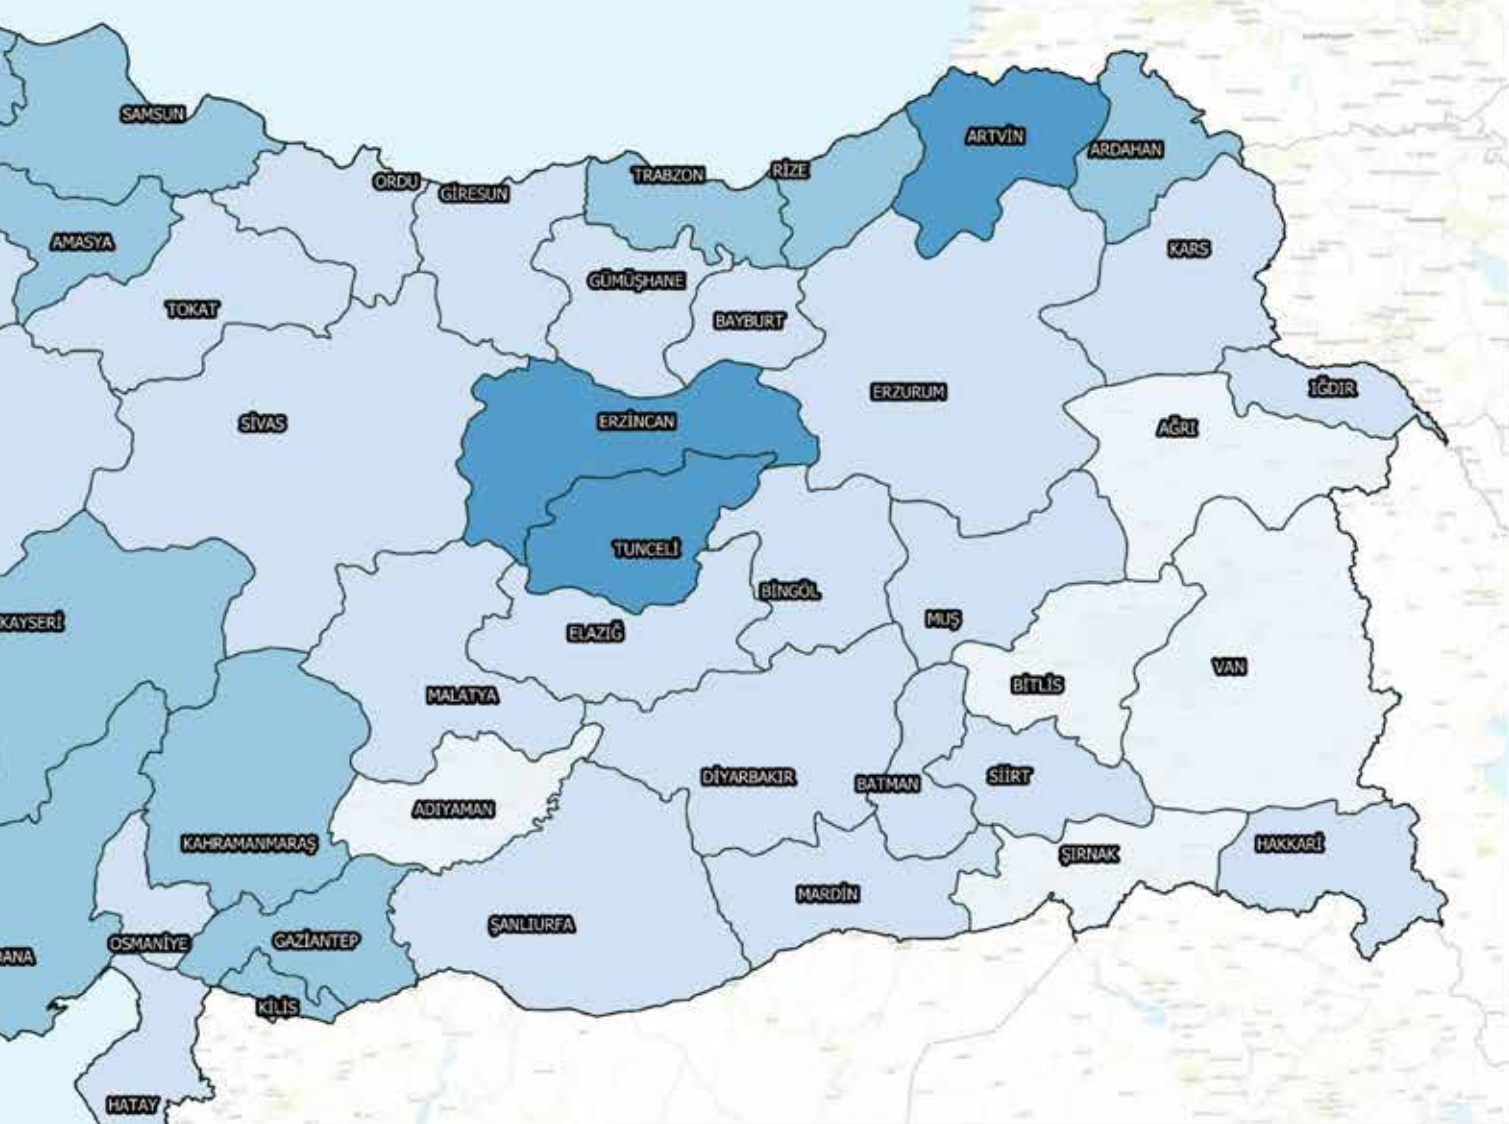 SAMSUN
ARTVİN
ARDAHAN
ORDU
GİRESUN
TRABZON
RİZE
AMASYA
KARS
GÜMÜŞHANE
TOKAT
BAYBURT
IĞDIR
ERZURUM
SİVAS
ERZİNCAN
AĞRI
TUNCELİ
BİNGÖL
KAYSERİ
ELAZIĞ
MUŞ
VAN
BİTLİS
MALATYA
DİYARBAKIR
BATMAN
SİİRT
ADIYAMAN
KAHRAMANMARAŞ
ŞIRNAK
HAKKARİ
MARDİN
ŞANLIURFA
OSMANİYE
GAZİANTEP
ANA
KİLİS
HATAY